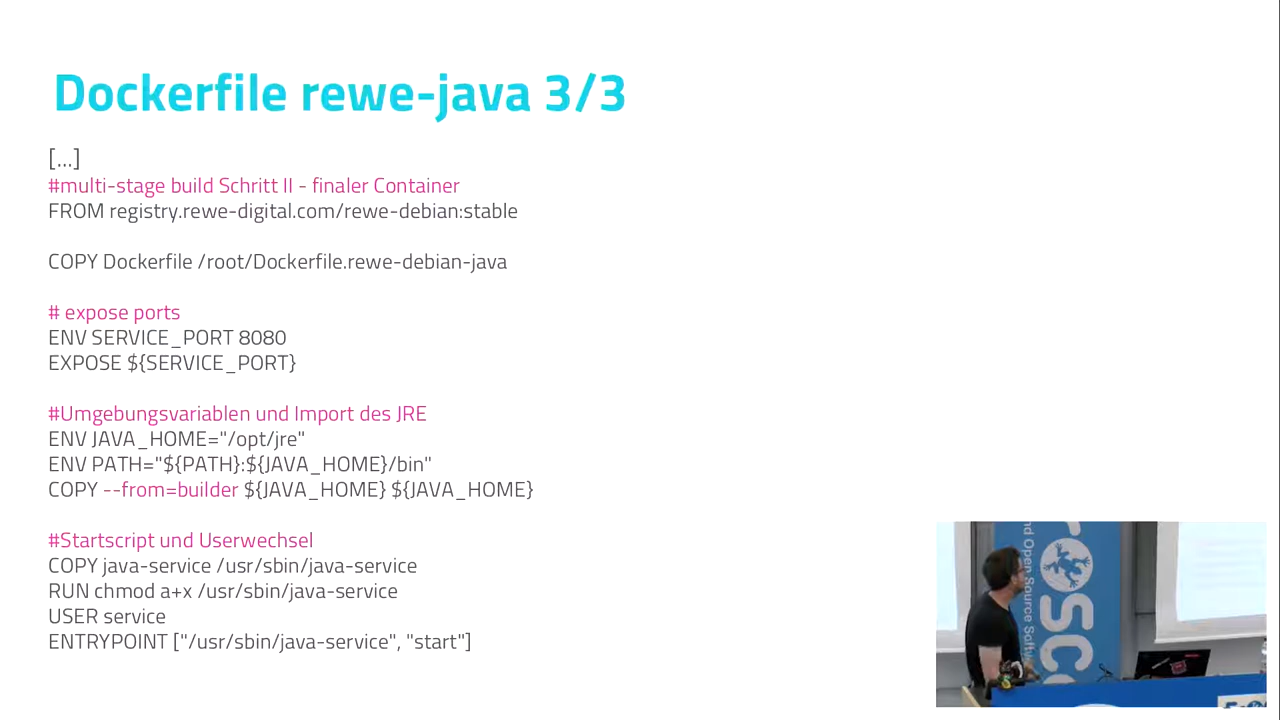 Dockerfile rewe-java 3/3
[...]
#multi-stage build Schritt II - finaler Container
FROM registry.rewe-digital.com/rewe-debian:stable
COPY Dockerfile /root/Dockerfile.rewe-debian-java
# expose ports
ENV SERVICE_PORT 8080
EXPOSE ${SERVICE_PORT}
#Umgebungsvariablen und Import des JRE
ENV JAVA_HOME="/opt/jre"
ENV PATH="${PATH}:${JAVA_HOME}/bin"
COPY --from=builder ${JAVA_HOME} ${JAVA_HOME}
#Startscript und Userwechsel
COPY java-service /usr/sbin/java-service
RUN chmod a+x /usr/sbin/java-service
USER service
ENTRYPOINT ["/usr/sbin/java-service", "start"]
Open Source